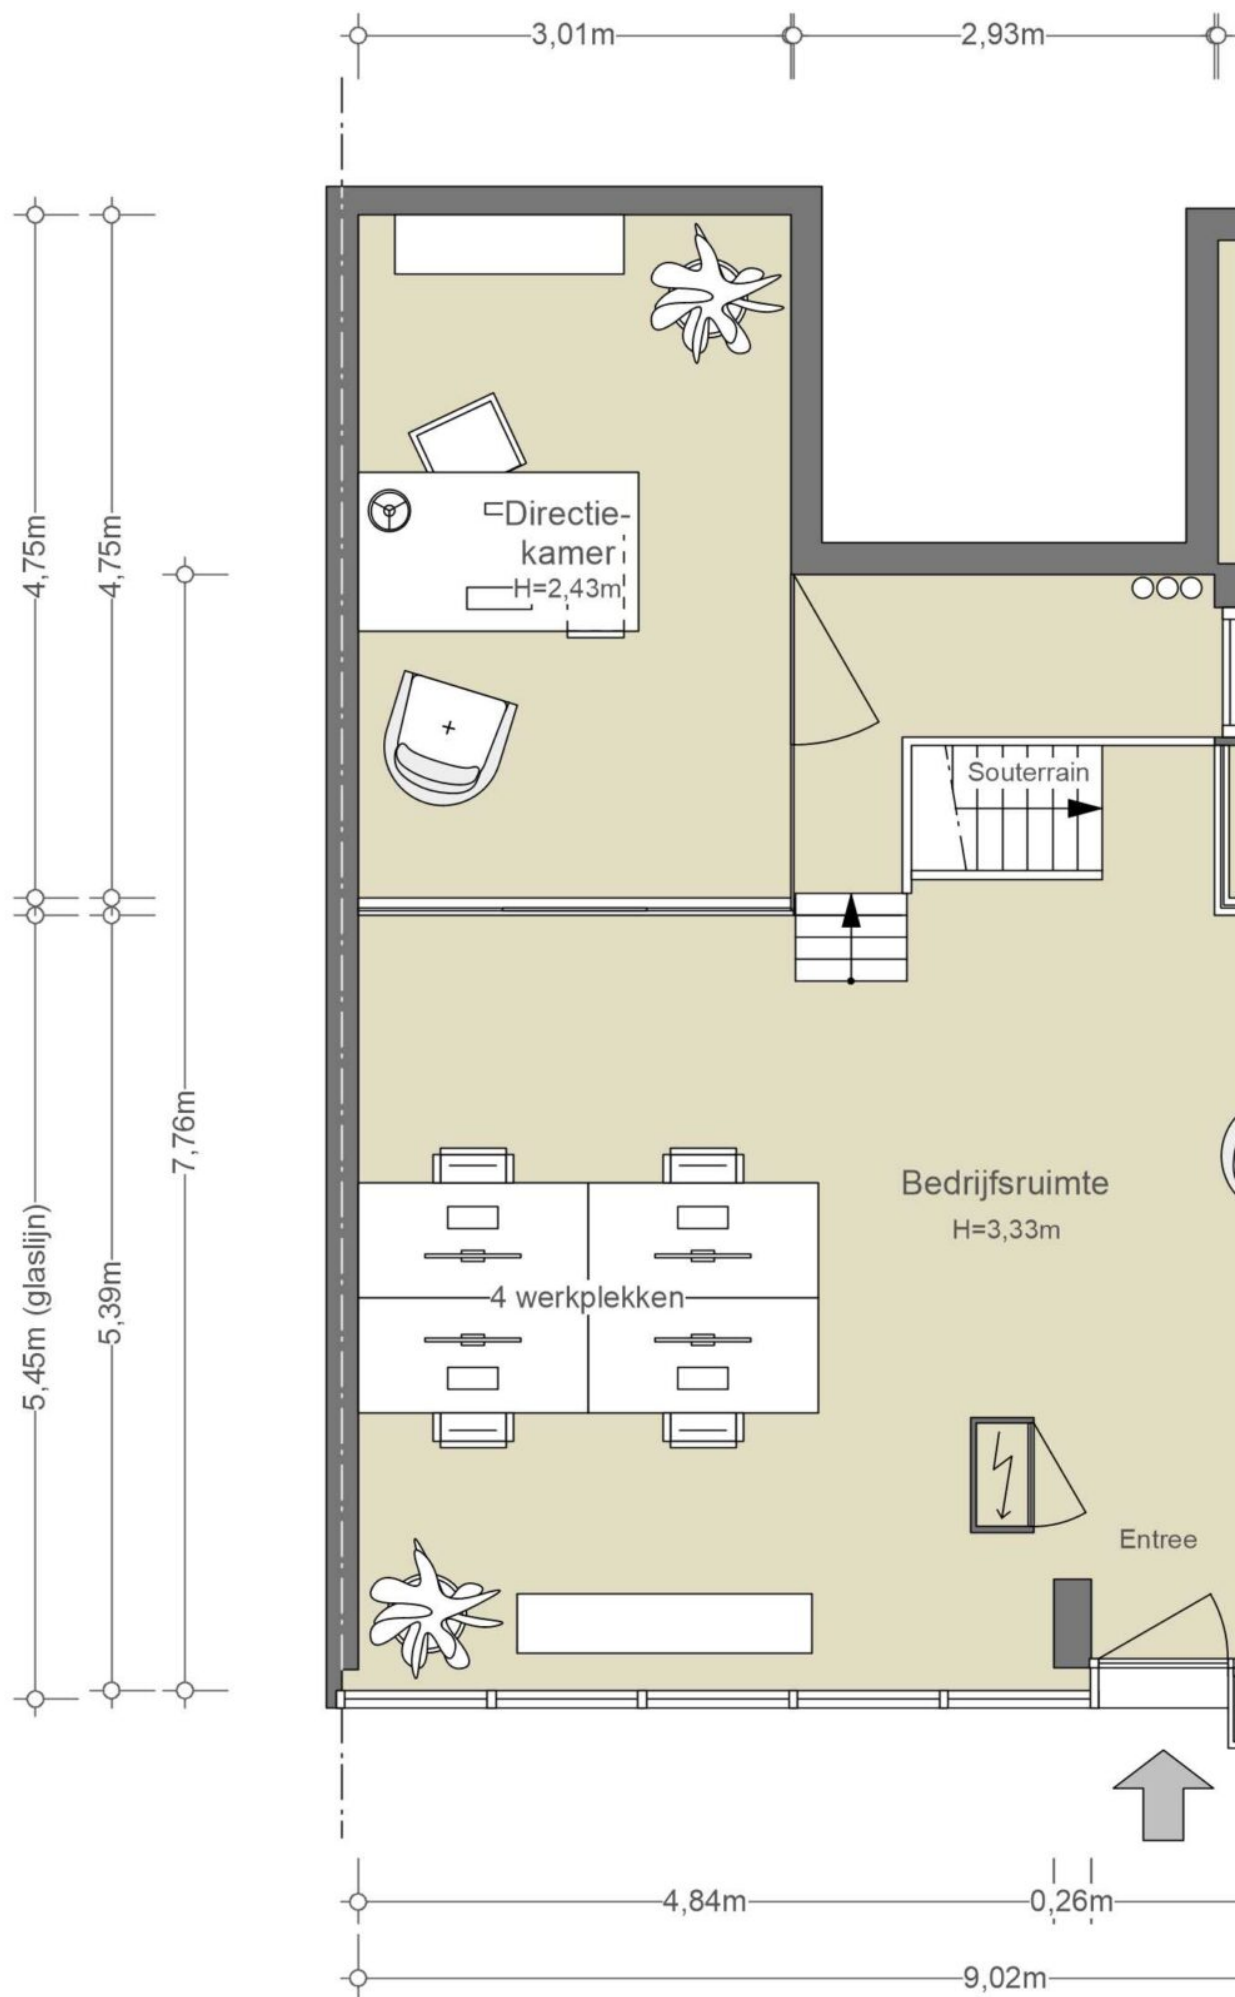 3,01m
2,93m
4,75m
4,75m
Directie-
kamer
H=2,43m
Souterrain
7,76m
Bedrijfsruimte
H=3,33m
5,45m (glaslijn)
5,39m
4 werkplekken
Entree
4,84m
0,26m
9,02m